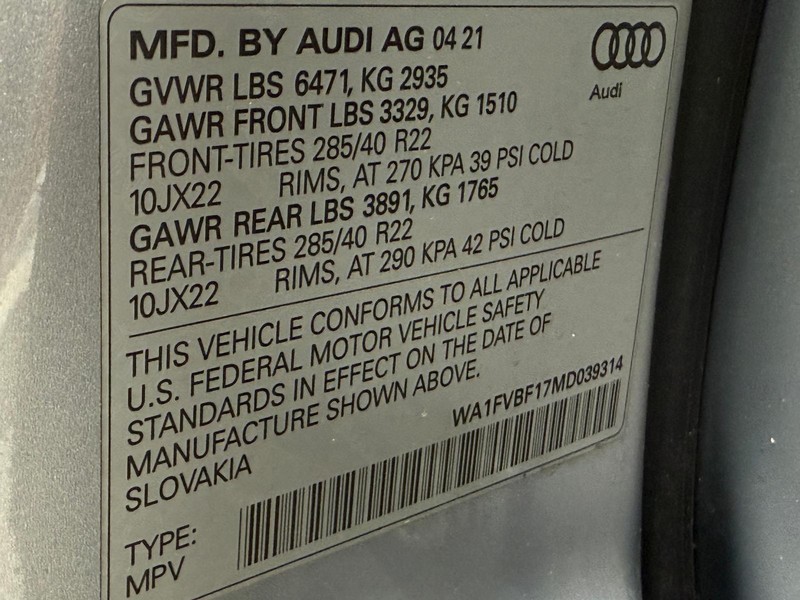 MFD. BY AUDI AG 04 21
Audi
GVWR LBS 6471, KG 2935
GAWR FRONT LBS 3329, KG 1510
FRONT-TIRES 285/40 R22
10JX22 RIMS, AT 270 KPA 39 PSI COLD
GAWR REAR LBS 3891, KG 1765
REAR-TIRES 285/40 R22
10JX22 RIMS, AT 290 KPA 42 PSI COLD
THIS VEHICLE CONFORMS TO ALL APPLICABLE
U.S. FEDERAL MOTOR VEHICLE SAFETY
STANDARDS IN EFFECT ON THE DATE OF
MANUFACTURE SHOWN ABOVE.
SLOVAKIA
WA1FVBF17MD039314
TYPE:
MPV